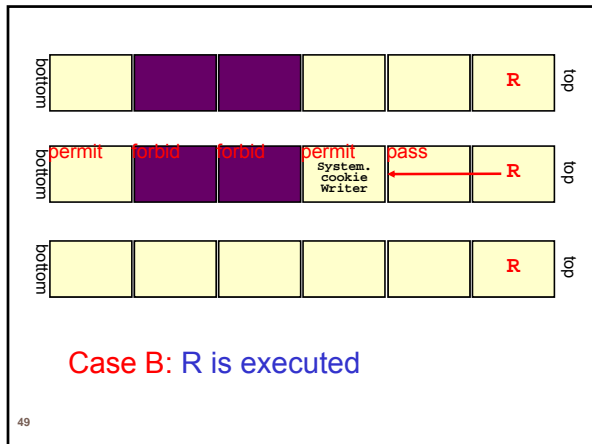 bottom
R
top
permit forbid forbid permit pass
bottom
System.
cookie
Writer
R
top
bottom
R
top
Case B: R is executed
49